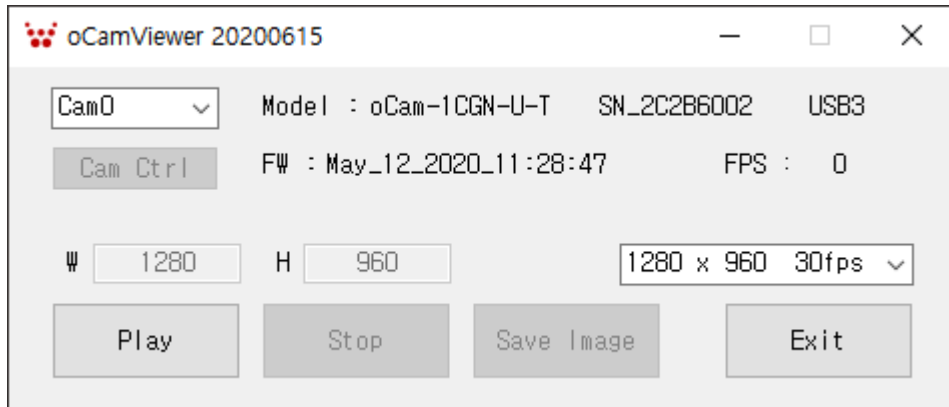 oCamViewer 20200615
Cam0 Model : oCam-1CGN-U-T SN_2C2B6002 USB3
Cam Ctrl FW : May_12_2020_11:28:47 FPS : 0
W 1280 H 960 1280 x 960 30fps
Play Stop Save Image Exit